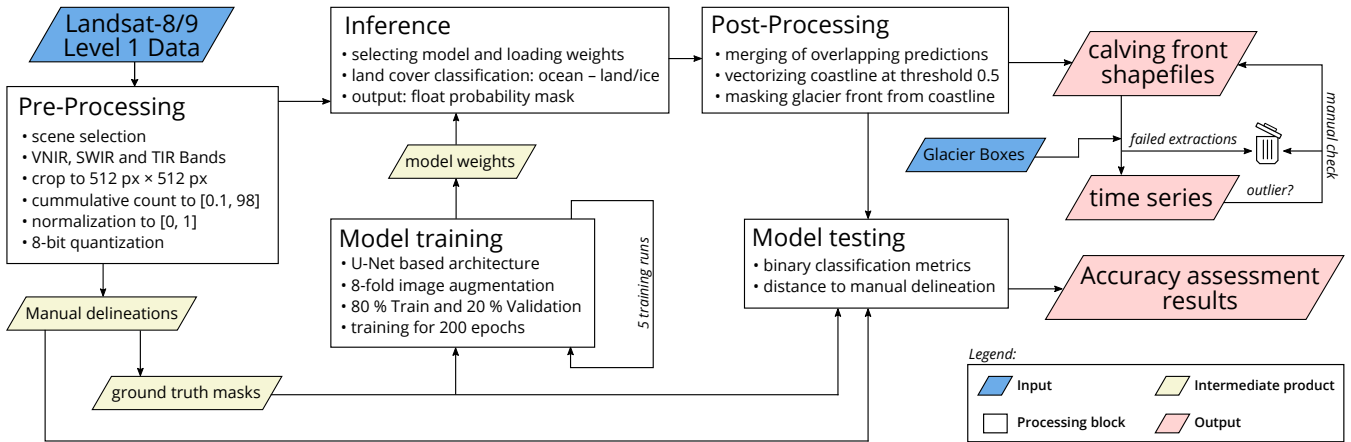 Landsat-8/9
Level 1 Data
Pre-Processing
• scene selection
• VNIR, SWIR and TIR Bands
• crop to 512 px × 512 px
• cummulative count to [0.1, 98]
• normalization to [0, 1]
• 8-bit quantization
Manual delineations
ground truth masks
Inference
• selecting model and loading weights
• land cover classification: ocean – land/ice
• output: float probability mask
model weights
Model training
• U-Net based architecture
• 8-fold image augmentation
• 80 % Train and 20 % Validation
• training for 200 epochs
5 training runs
Post-Processing
• merging of overlapping predictions
• vectorizing coastline at threshold 0.5
• masking glacier front from coastline
Glacier Boxes
Model testing
• binary classification metrics
• distance to manual delineation
calving front
shapefiles
failed extractions
manual check
time series
outlier?
Accuracy assessment
results
Legend:
Input
Intermediate product
Processing block
Output